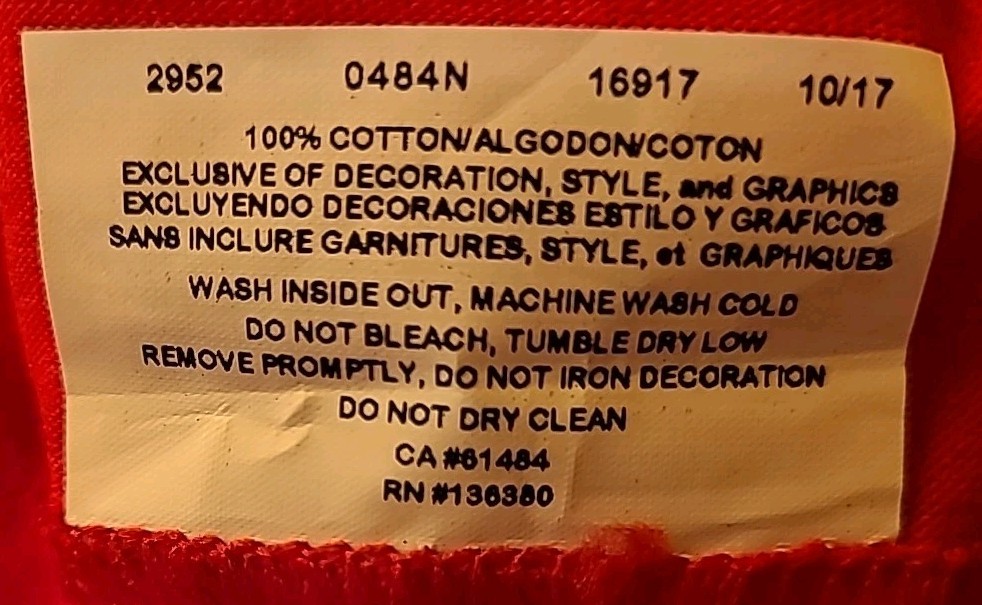 2952 0484N 16917 10/17
100% COTTON/ALGODON/COTON
EXCLUSIVE OF DECORATION, STYLE, and GRAPHICS
EXCLUYENDO DECORACIONES ESTILO Y GRAFICOS
SANS INCLURE GARNITURES, STYLE, et GRAPHIQUES
WASH INSIDE OUT, MACHINE WASH COLD
DO NOT BLEACH, TUMBLE DRY LOW
REMOVE PROMPTLY, DO NOT IRON DECORATION
DO NOT DRY CLEAN
CA #61484
RN #136380